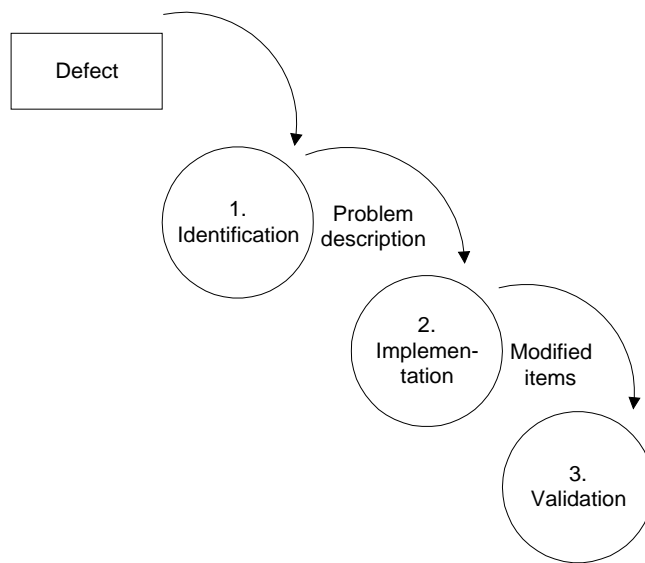 Defect
1.
Identification
Problem
description
2.
Implemen-
tation
Modified
items
3.
Validation